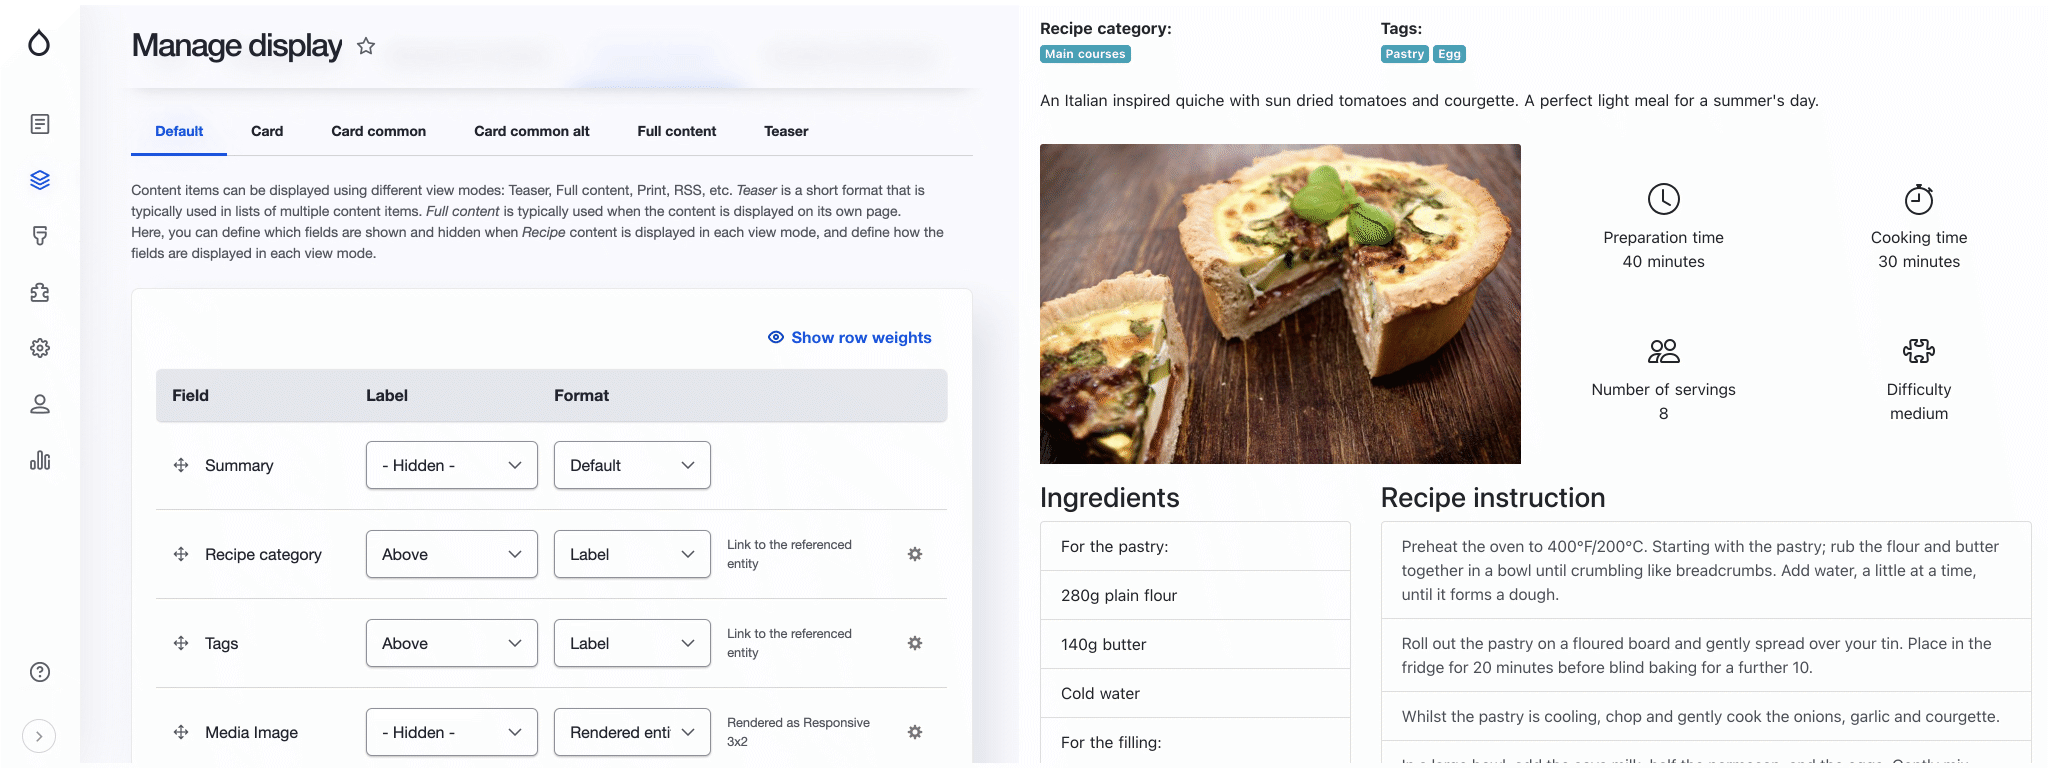 Manage display
Default
Card
Card common
Card common alt
Full content
Teaser
Content items can be displayed using different view modes: Teaser, Full content, Print, RSS, etc. Teaser is a short format that is
typically used in lists of multiple content items. Full content is typically used when the content is displayed on its own page.
Here, you can define which fields are shown and hidden when Recipe content is displayed in each view mode, and define how the
fields are displayed in each view mode.
Show row weights
Field Label Format
Summary - Hidden - Default
Recipe category Above Label Link to the referenced
entity
Tags Above Label Link to the referenced
entity
Media Image - Hidden - Rendered enti Rendered as Responsive
3x2
Recipe category:
Main courses
Tags:
Pastry Egg
An Italian inspired quiche with sun dried tomatoes and courgette. A perfect light meal for a summer's day.
Preparation time
40 minutes
Cooking time
30 minutes
Number of servings
8
Difficulty
medium
Ingredients
For the pastry:
280g plain flour
140g butter
Cold water
For the filling:
Recipe instruction
Preheat the oven to 400°F/200°C. Starting with the pastry; rub the flour and butter
together in a bowl until crumbling like breadcrumbs. Add water, a little at a time,
until it forms a dough.
Roll out the pastry on a floured board and gently spread over your tin. Place in the
fridge for 20 minutes before blind baking for a further 10.
Whilst the pastry is cooling, chop and gently cook the onions, garlic and courgette.